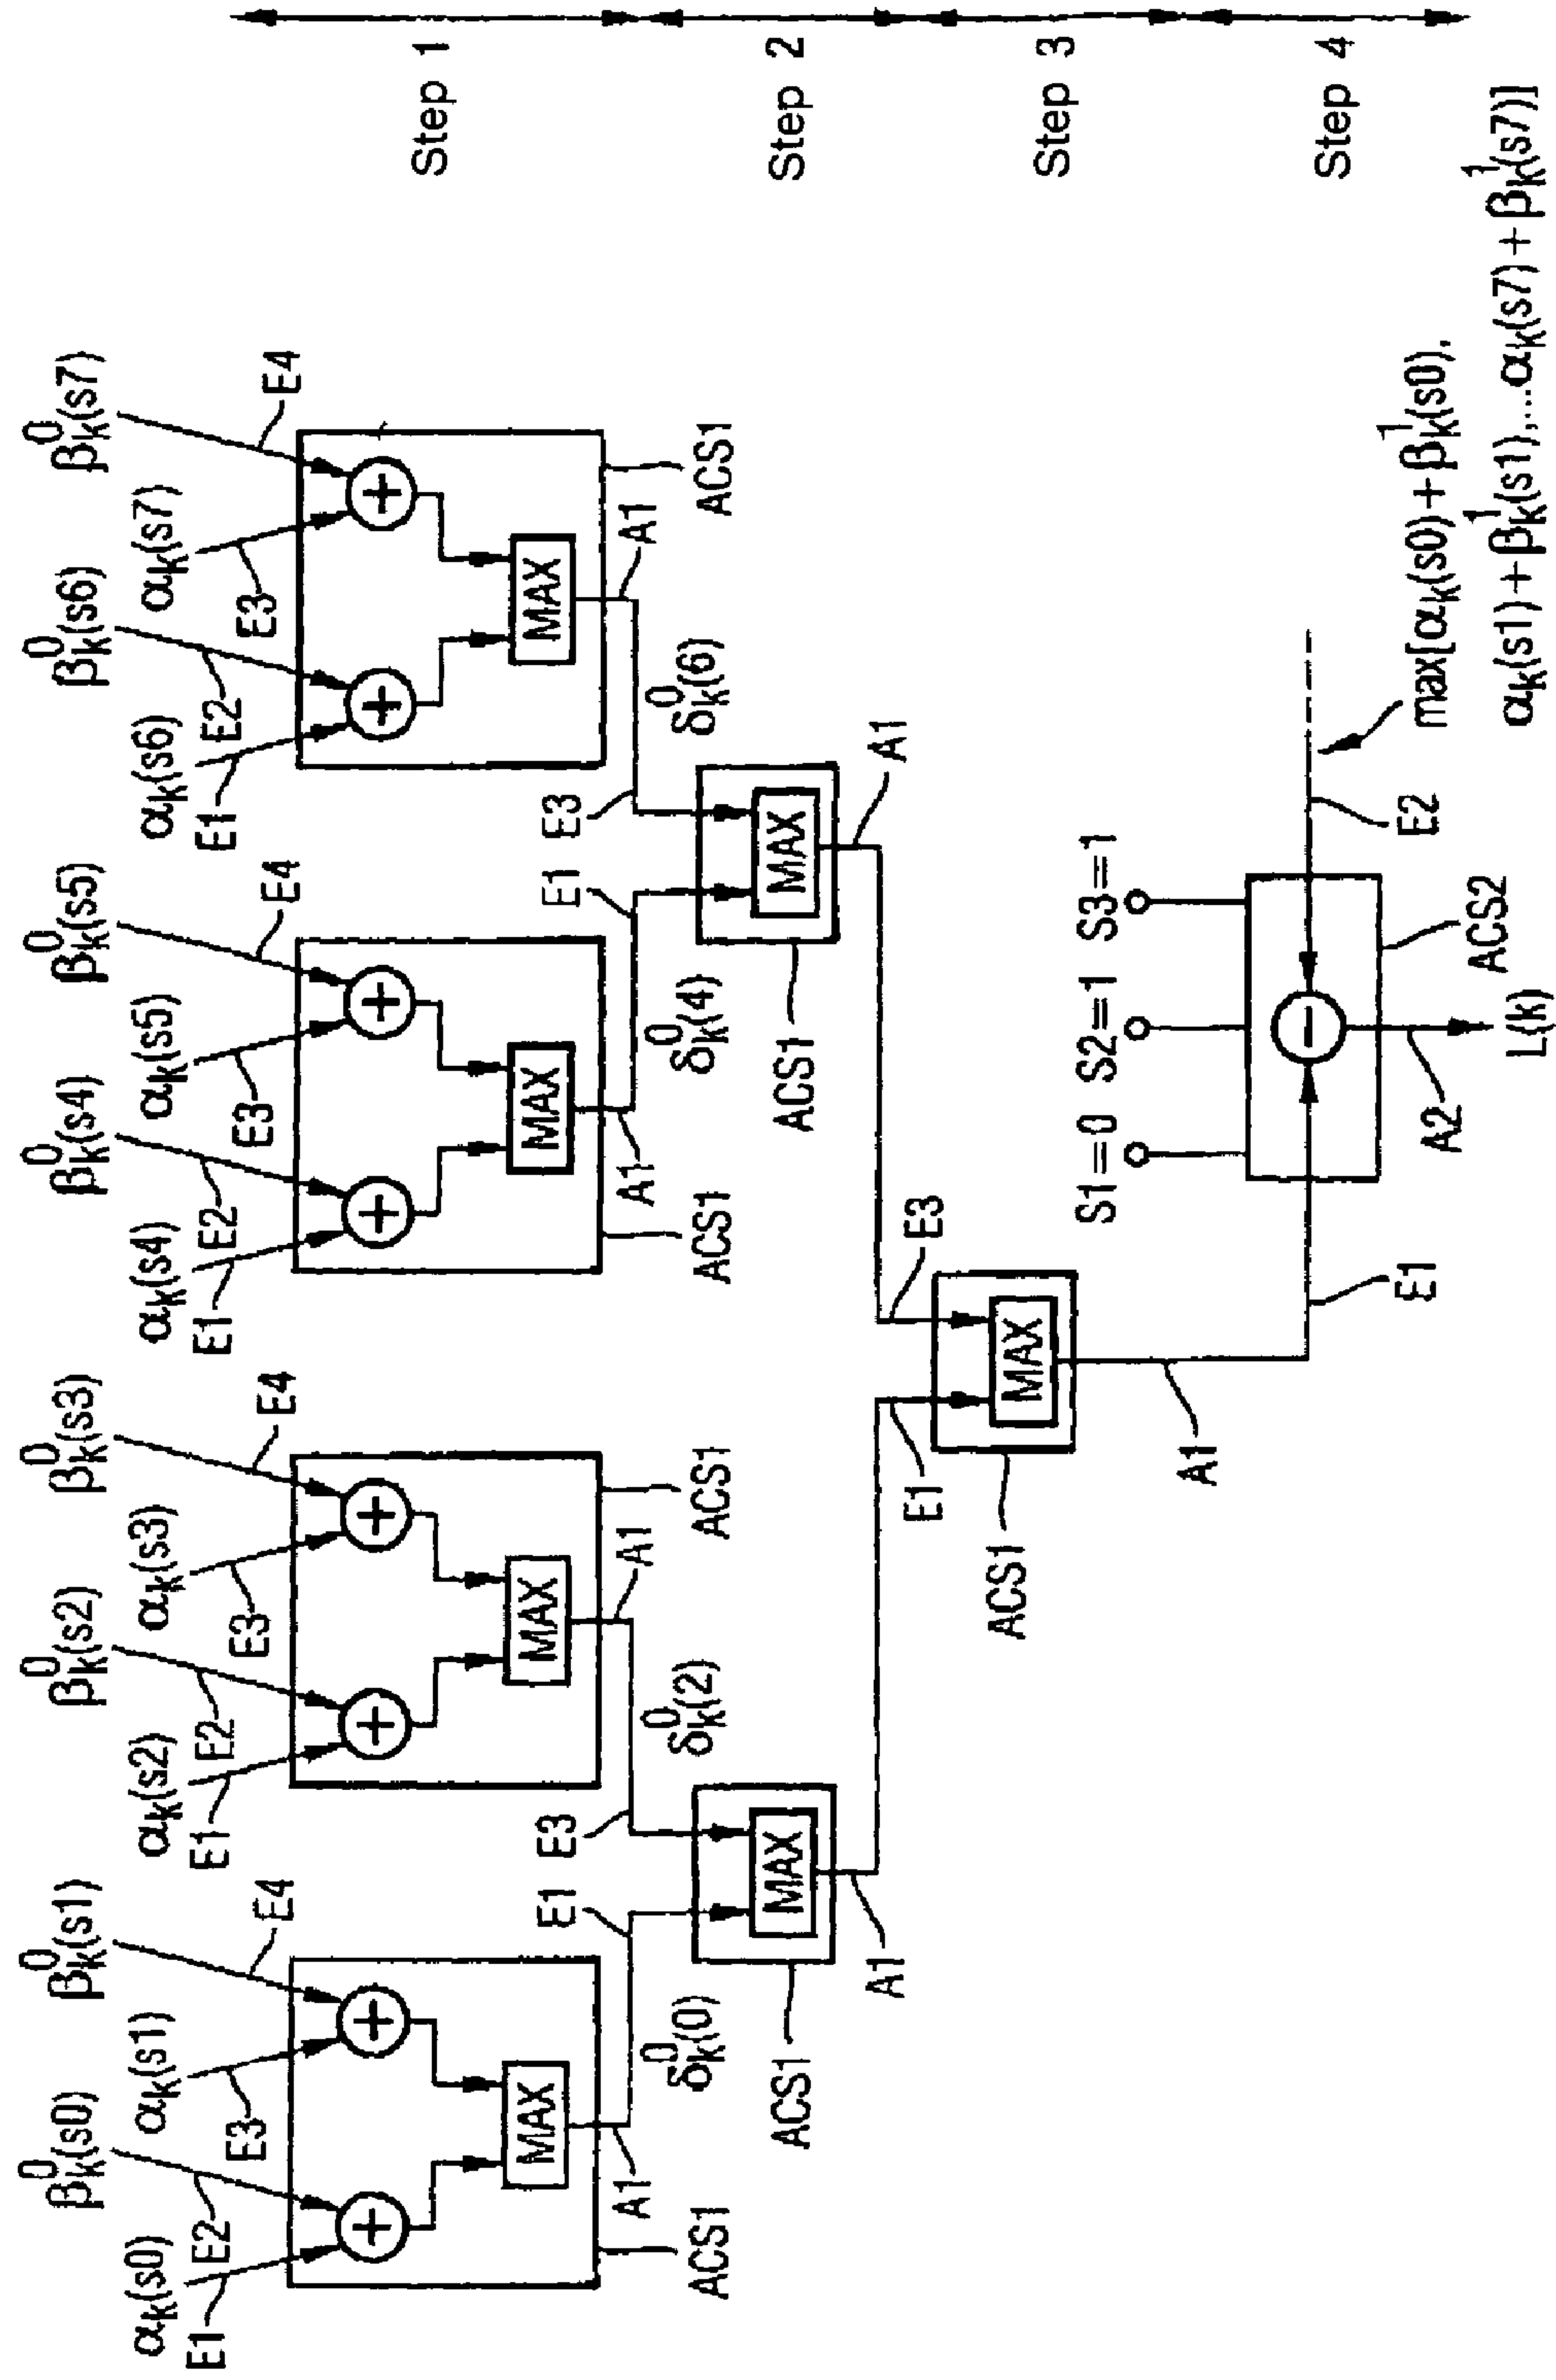 β⁰ₖ(s0) β⁰ₖ(s1) β⁰ₖ(s2) β⁰ₖ(s3) β⁰ₖ(s4) β⁰ₖ(s5) β⁰ₖ(s6) β⁰ₖ(s7)
αₖ(s0) αₖ(s1) αₖ(s2) αₖ(s3) αₖ(s4) αₖ(s5) αₖ(s6) αₖ(s7)
E1 E2 E3 E4 E1 E2 E3 E4 E1 E2 E3 E4 E1 E2 E3 E4
+ + + + + + + +
Step 1
MAX MAX MAX MAX
A1 A1 A1 A1
ACS1 ACS1 ACS1 ACS1
E1 E3 E1 E3
δ⁰ₖ(0) δ⁰ₖ(2) δ⁰ₖ(4) δ⁰ₖ(6)
Step 2
MAX MAX
ACS1 ACS1
A1 A1
E1 E3
Step 3
MAX
ACS1
S1=0 S2=1 S3=1
A1
Step 4
−
E1 E2
max[αₖ(s0)+β¹ₖ(s0),
αₖ(s1)+β¹ₖ(s1),...αₖ(s7)+β¹ₖ(s7)]
A2 ACS2
L(k)